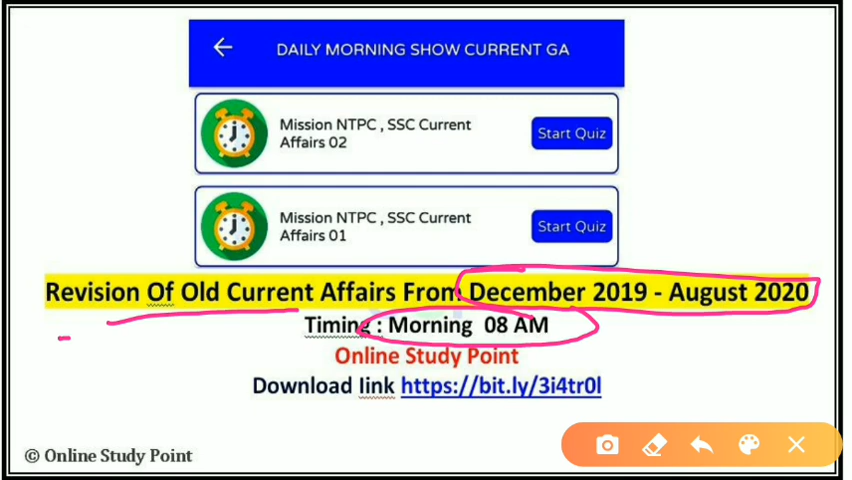 DAILY MORNING SHOW CURRENT GA
Mission NTPC , SSC Current
Affairs 02
Start Quiz
Mission NTPC , SSC Current
Affairs 01
Start Quiz
Revision Of Old Current Affairs From December 2019 - August 2020
Timing : Morning 08 AM
Online Study Point
Download link https://bit.ly/3i4tr0l
© Online Study Point